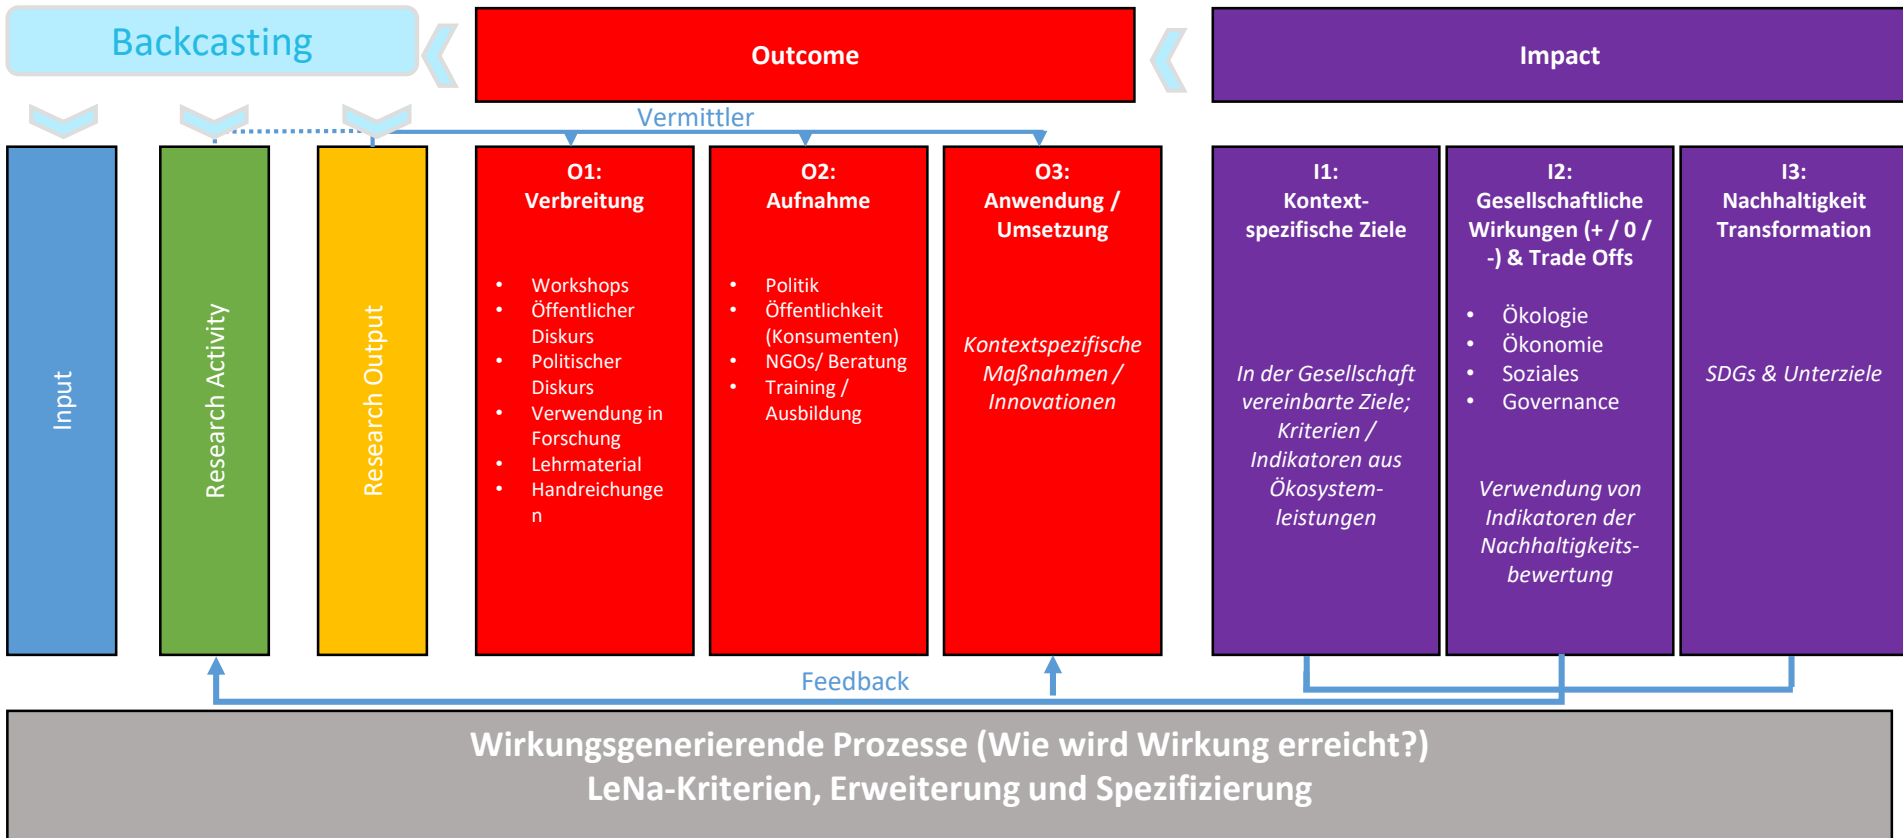 Backcasting
Outcome
Impact
Vermittler
Input
Research Activity
Research Output
O1:
Verbreitung
• Workshops
• Öffentlicher
Diskurs
• Politischer
Diskurs
• Verwendung in
Forschung
• Lehrmaterial
• Handreichunge
n
O2:
Aufnahme
• Politik
• Öffentlichkeit
(Konsumenten)
• NGOs/ Beratung
• Training /
Ausbildung
O3:
Anwendung /
Umsetzung
Kontextspezifische
Maßnahmen /
Innovationen
I1:
Kontext-
spezifische Ziele
In der Gesellschaft
vereinbarte Ziele;
Kriterien /
Indikatoren aus
Ökosystem-
leistungen
I2:
Gesellschaftliche
Wirkungen (+ / 0 /
-) & Trade Offs
• Ökologie
• Ökonomie
• Soziales
• Governance
Verwendung von
Indikatoren der
Nachhaltigkeits-
bewertung
I3:
Nachhaltigkeit
Transformation
SDGs & Unterziele
Feedback
Wirkungsgenerierende Prozesse (Wie wird Wirkung erreicht?)
LeNa-Kriterien, Erweiterung und Spezifizierung